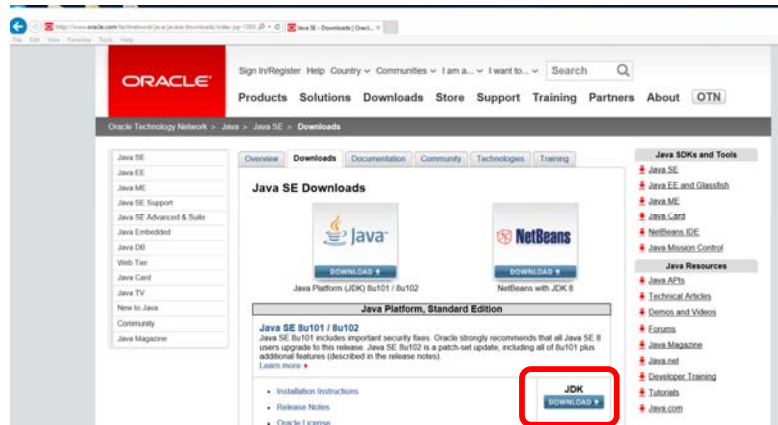 http://www.oracle.com/technetwork/java/javase/downloads/index
Java SE - Downloads | Oracl...
File Edit View Favorites Tools Help
ORACLE
Sign In/Register Help Country Communities I am a... I want to... Search
Products Solutions Downloads Store Support Training Partners About OTN
Oracle Technology Network > Java > Java SE > Downloads
Java SE
Java EE
Java ME
Java SE Support
Java SE Advanced & Suite
Java Embedded
Java DB
Web Tier
Java Card
Java TV
New to Java
Community
Java Magazine
Overview Downloads Documentation Community Technologies Training
Java SE Downloads
Java
DOWNLOAD
Java Platform (JDK) 8u101 / 8u102
NetBeans
DOWNLOAD
NetBeans with JDK 8
Java Platform, Standard Edition
Java SE 8u101 / 8u102
Java SE 8u101 includes important security fixes. Oracle strongly recommends that all Java SE 8
users upgrade to this release. Java SE 8u102 is a patch-set update, including all of 8u101 plus
additional features (described in the release notes).
Learn more
• Installation Instructions
• Release Notes
• Oracle License
JDK
DOWNLOAD
Java SDKs and Tools
Java SE
Java EE and Glassfish
Java ME
Java Card
NetBeans IDE
Java Mission Control
Java Resources
Java APIs
Technical Articles
Demos and Videos
Forums
Java Magazine
Java.net
Developer Training
Tutorials
Java.com